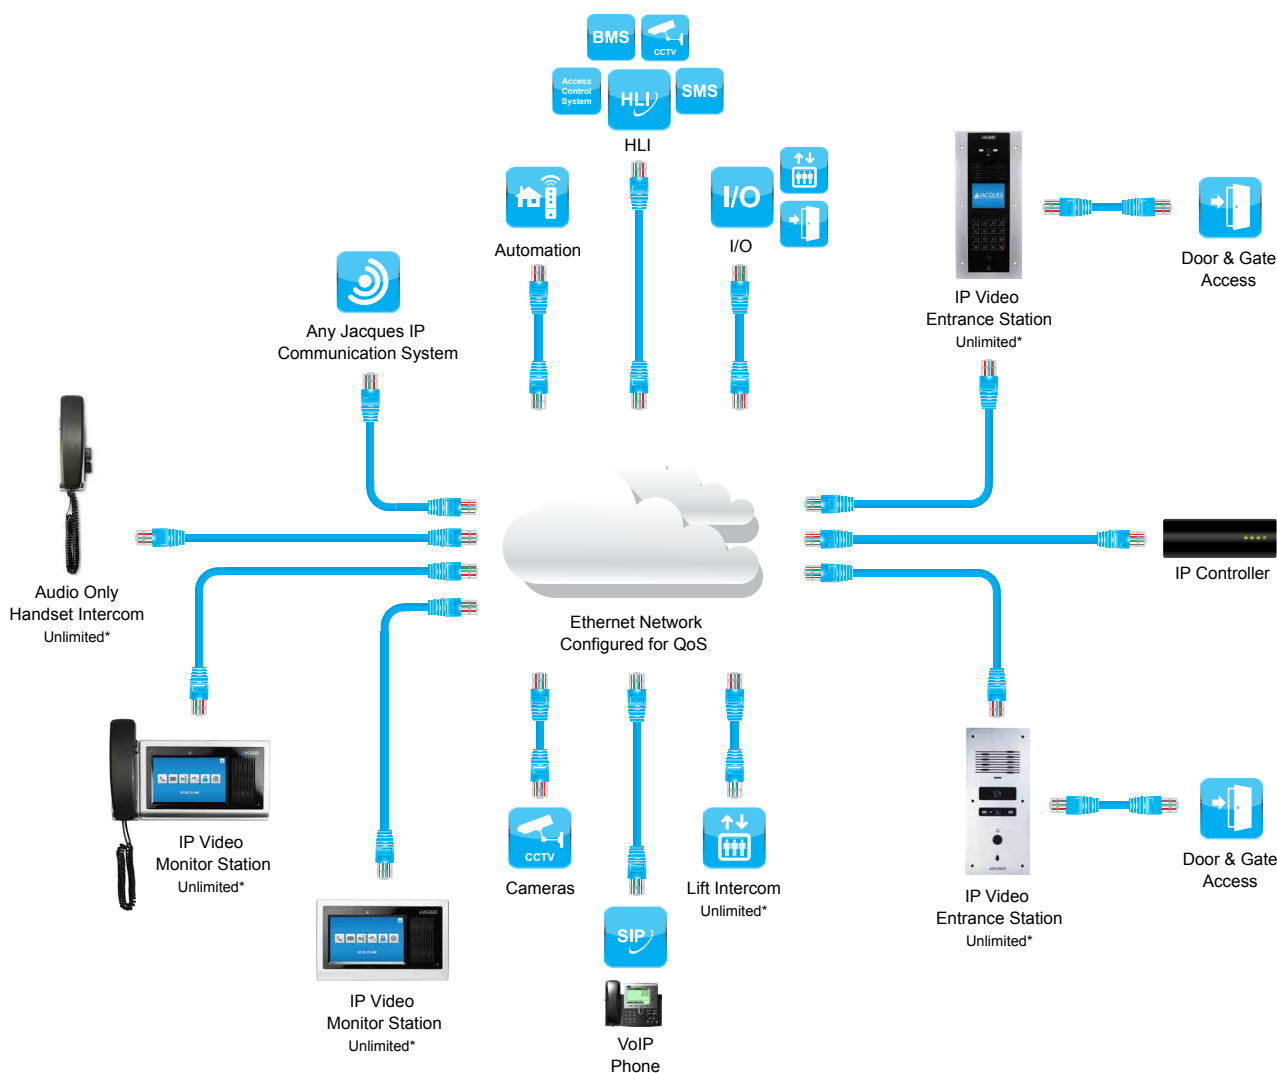 BMS
CCTV
Access
Control
System
HLI
SMS
HLI
I/O
Automation
I/O
JACQUES
Door & Gate
Access
IP Video
Entrance Station
Unlimited*
Any Jacques IP
Communication System
Audio Only
Handset Intercom
Unlimited*
IP Controller
Ethernet Network
Configured for QoS
IP Video
Monitor Station
Unlimited*
CCTV
Cameras
Lift Intercom
Unlimited*
IP Video
Entrance Station
Unlimited*
Door & Gate
Access
SIP
IP Video
Monitor Station
Unlimited*
VoIP
Phone